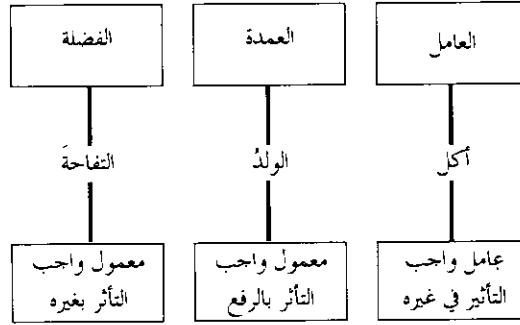 العامل
العمدة
الفضلة
أكل
الولدُ
التفاحةَ
عامل واجب
التأثير في غيره
معمول واجب
التأثر بالرفع
معمول واجب
التأثر بغيره